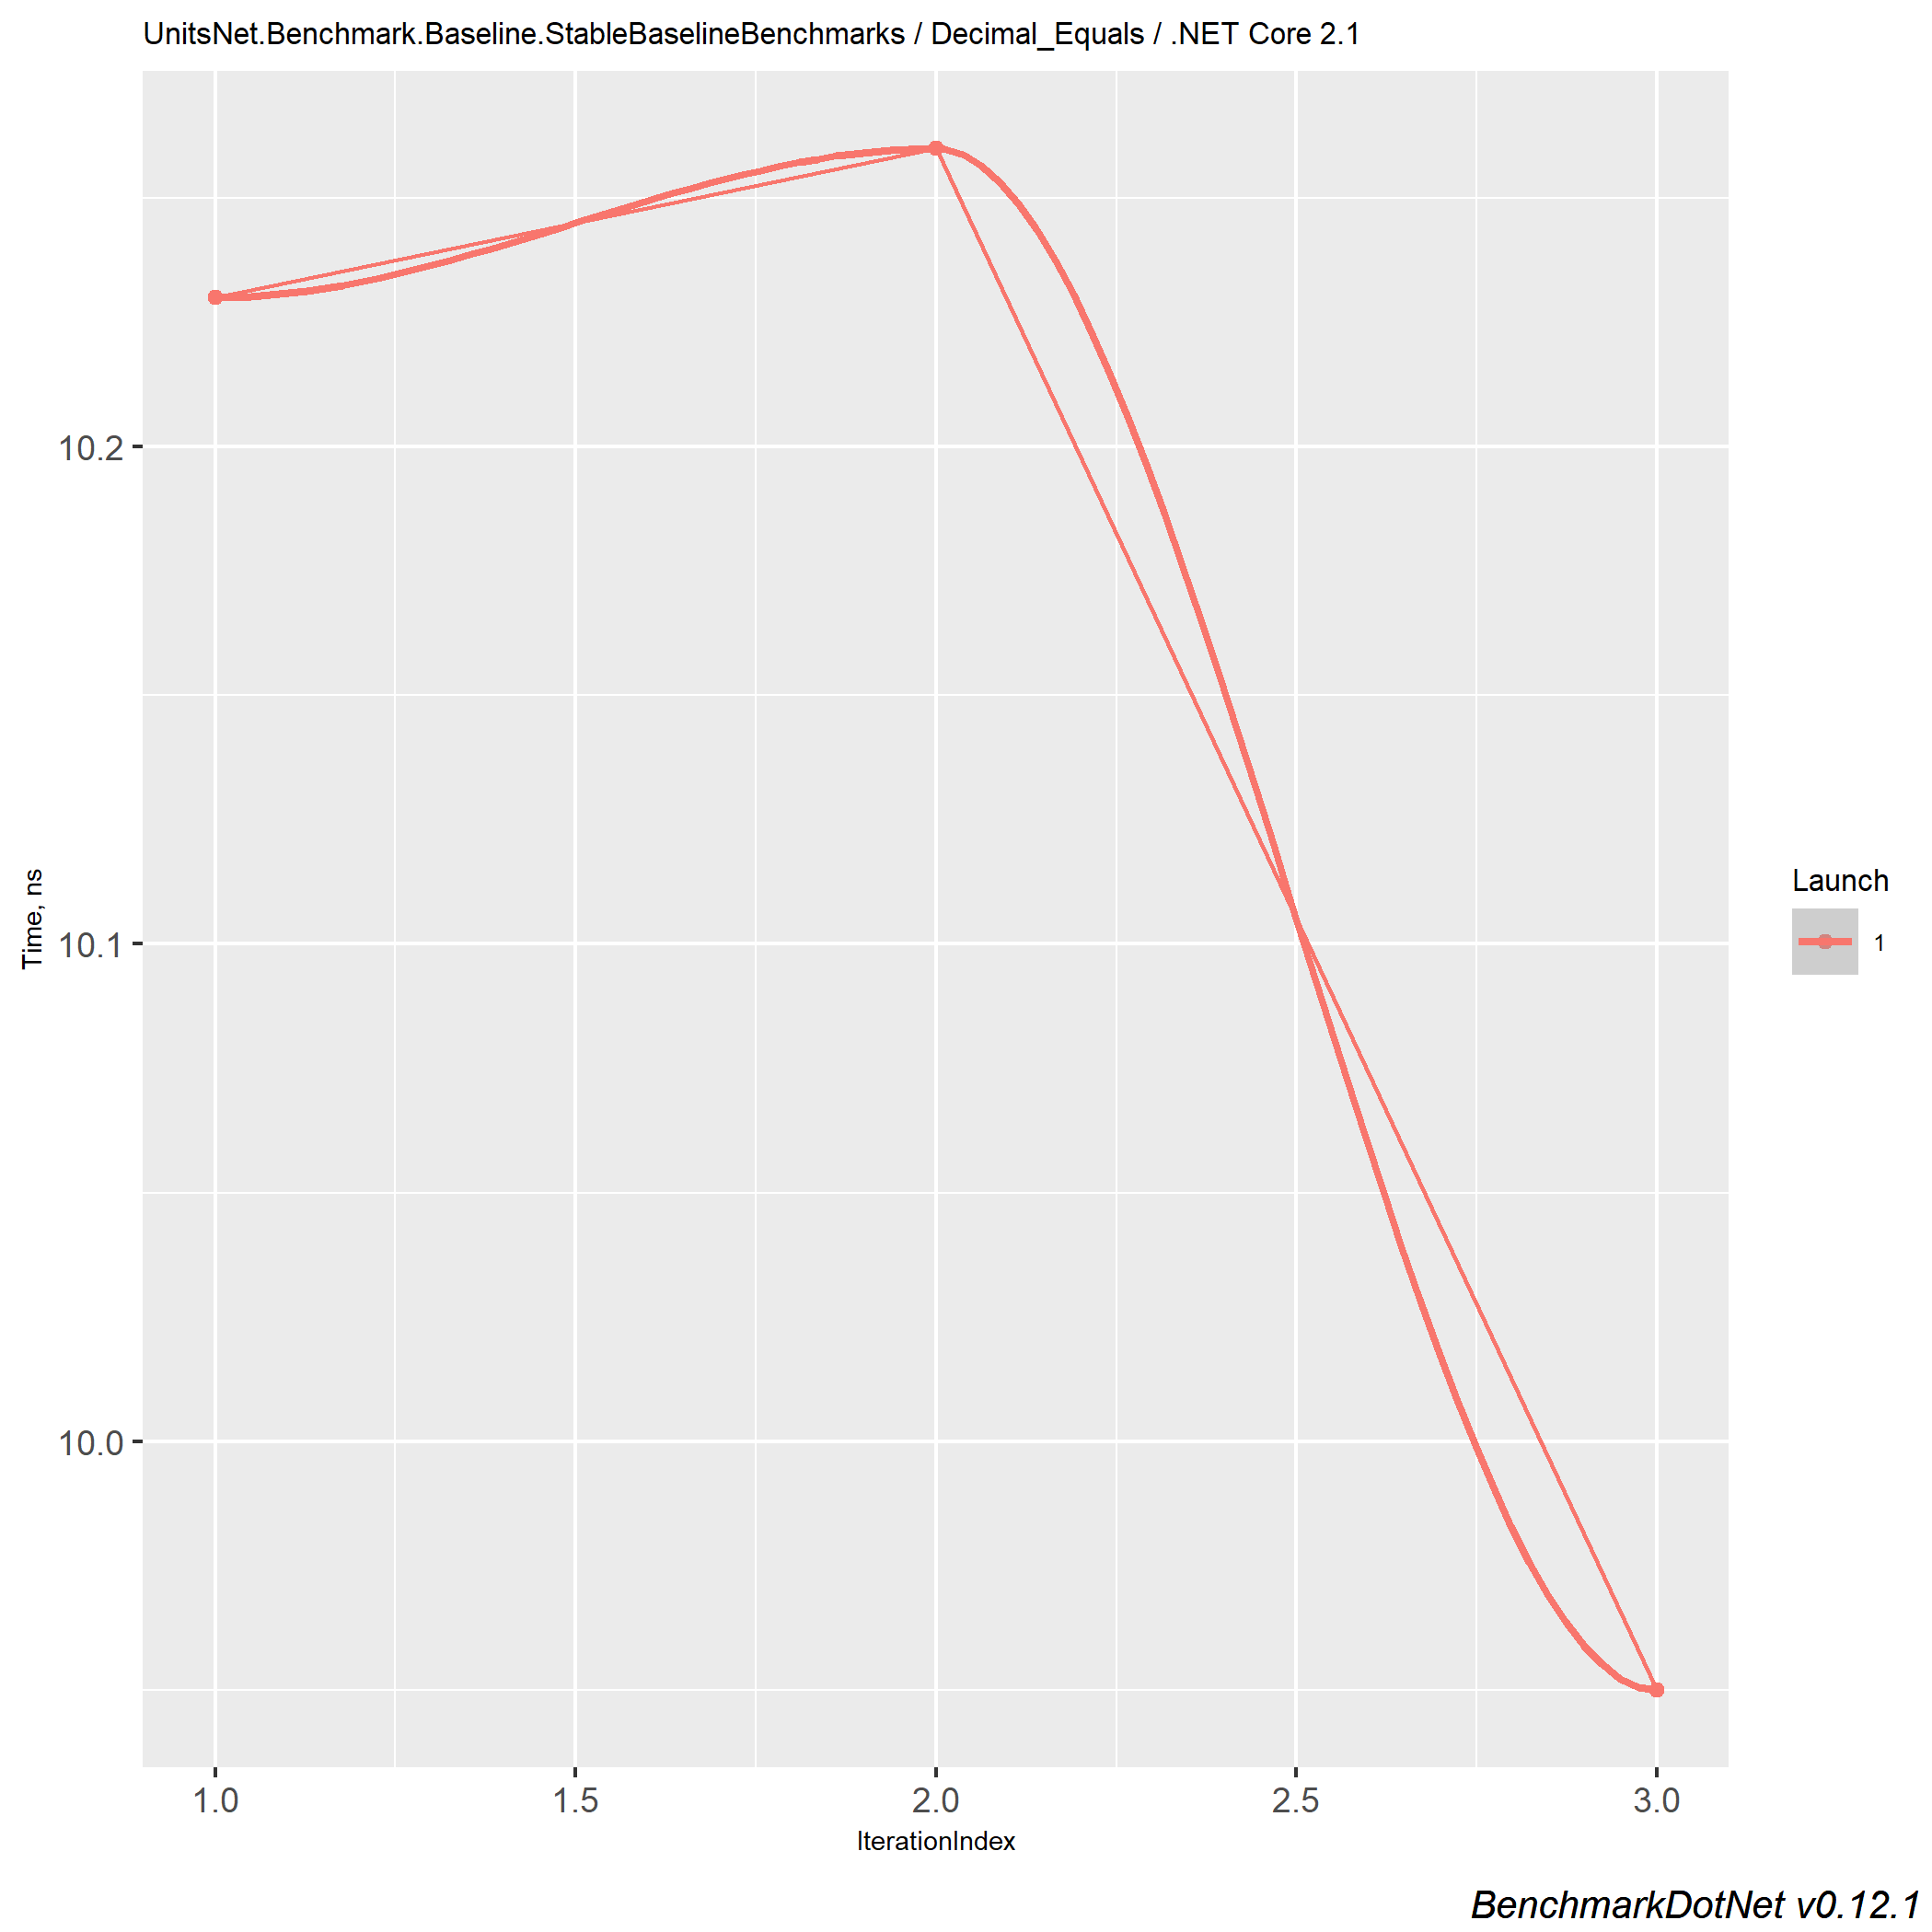 UnitsNet.Benchmark.Baseline.StableBaselineBenchmarks / Decimal_Equals / .NET Core 2.1
10.2
10.1
10.0
Time, ns
1.0 1.5 2.0 2.5 3.0
IterationIndex
Launch
1
BenchmarkDotNet v0.12.1